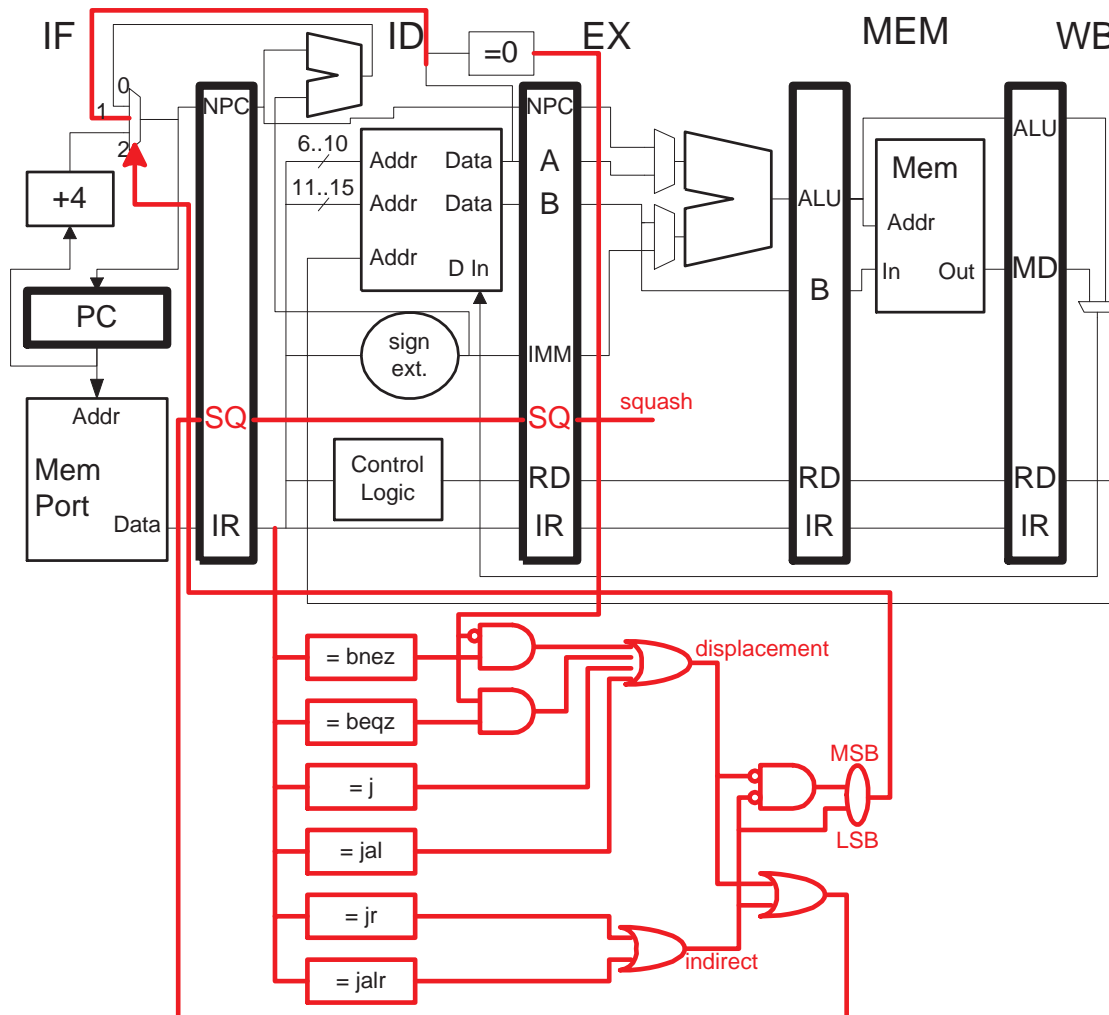 IF
ID
EX
MEM
WB
=0
0
1
2
NPC
NPC
+4
PC
6..10
11..15
Addr
Data
Addr
Data
Addr
D In
A
B
ALU
B
Mem
Addr
In
Out
ALU
MD
sign
ext.
IMM
Addr
Mem
Port
Data
SQ
SQ
squash
Control
Logic
RD
RD
RD
IR
IR
IR
IR
= bnez
= beqz
= j
= jal
= jr
= jalr
displacement
MSB
LSB
indirect